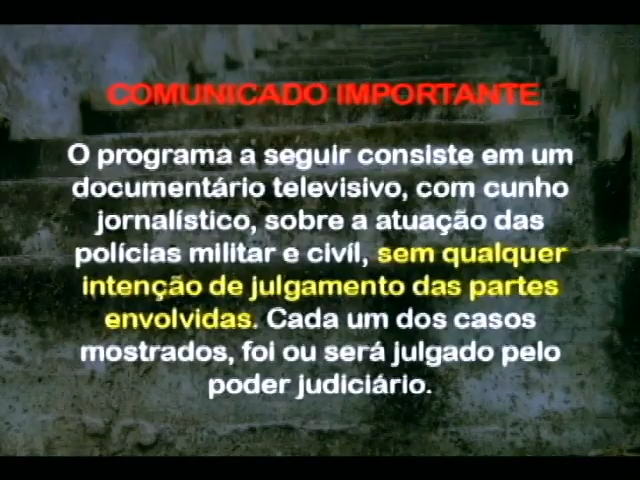 COMUNICADO IMPORTANTE
O programa a seguir consiste em um
documentário televisivo, com cunho
jornalístico, sobre a atuação das
polícias militar e civíl, sem qualquer
intenção de julgamento das partes
envolvidas. Cada um dos casos
mostrados, foi ou será julgado pelo
poder judiciário.